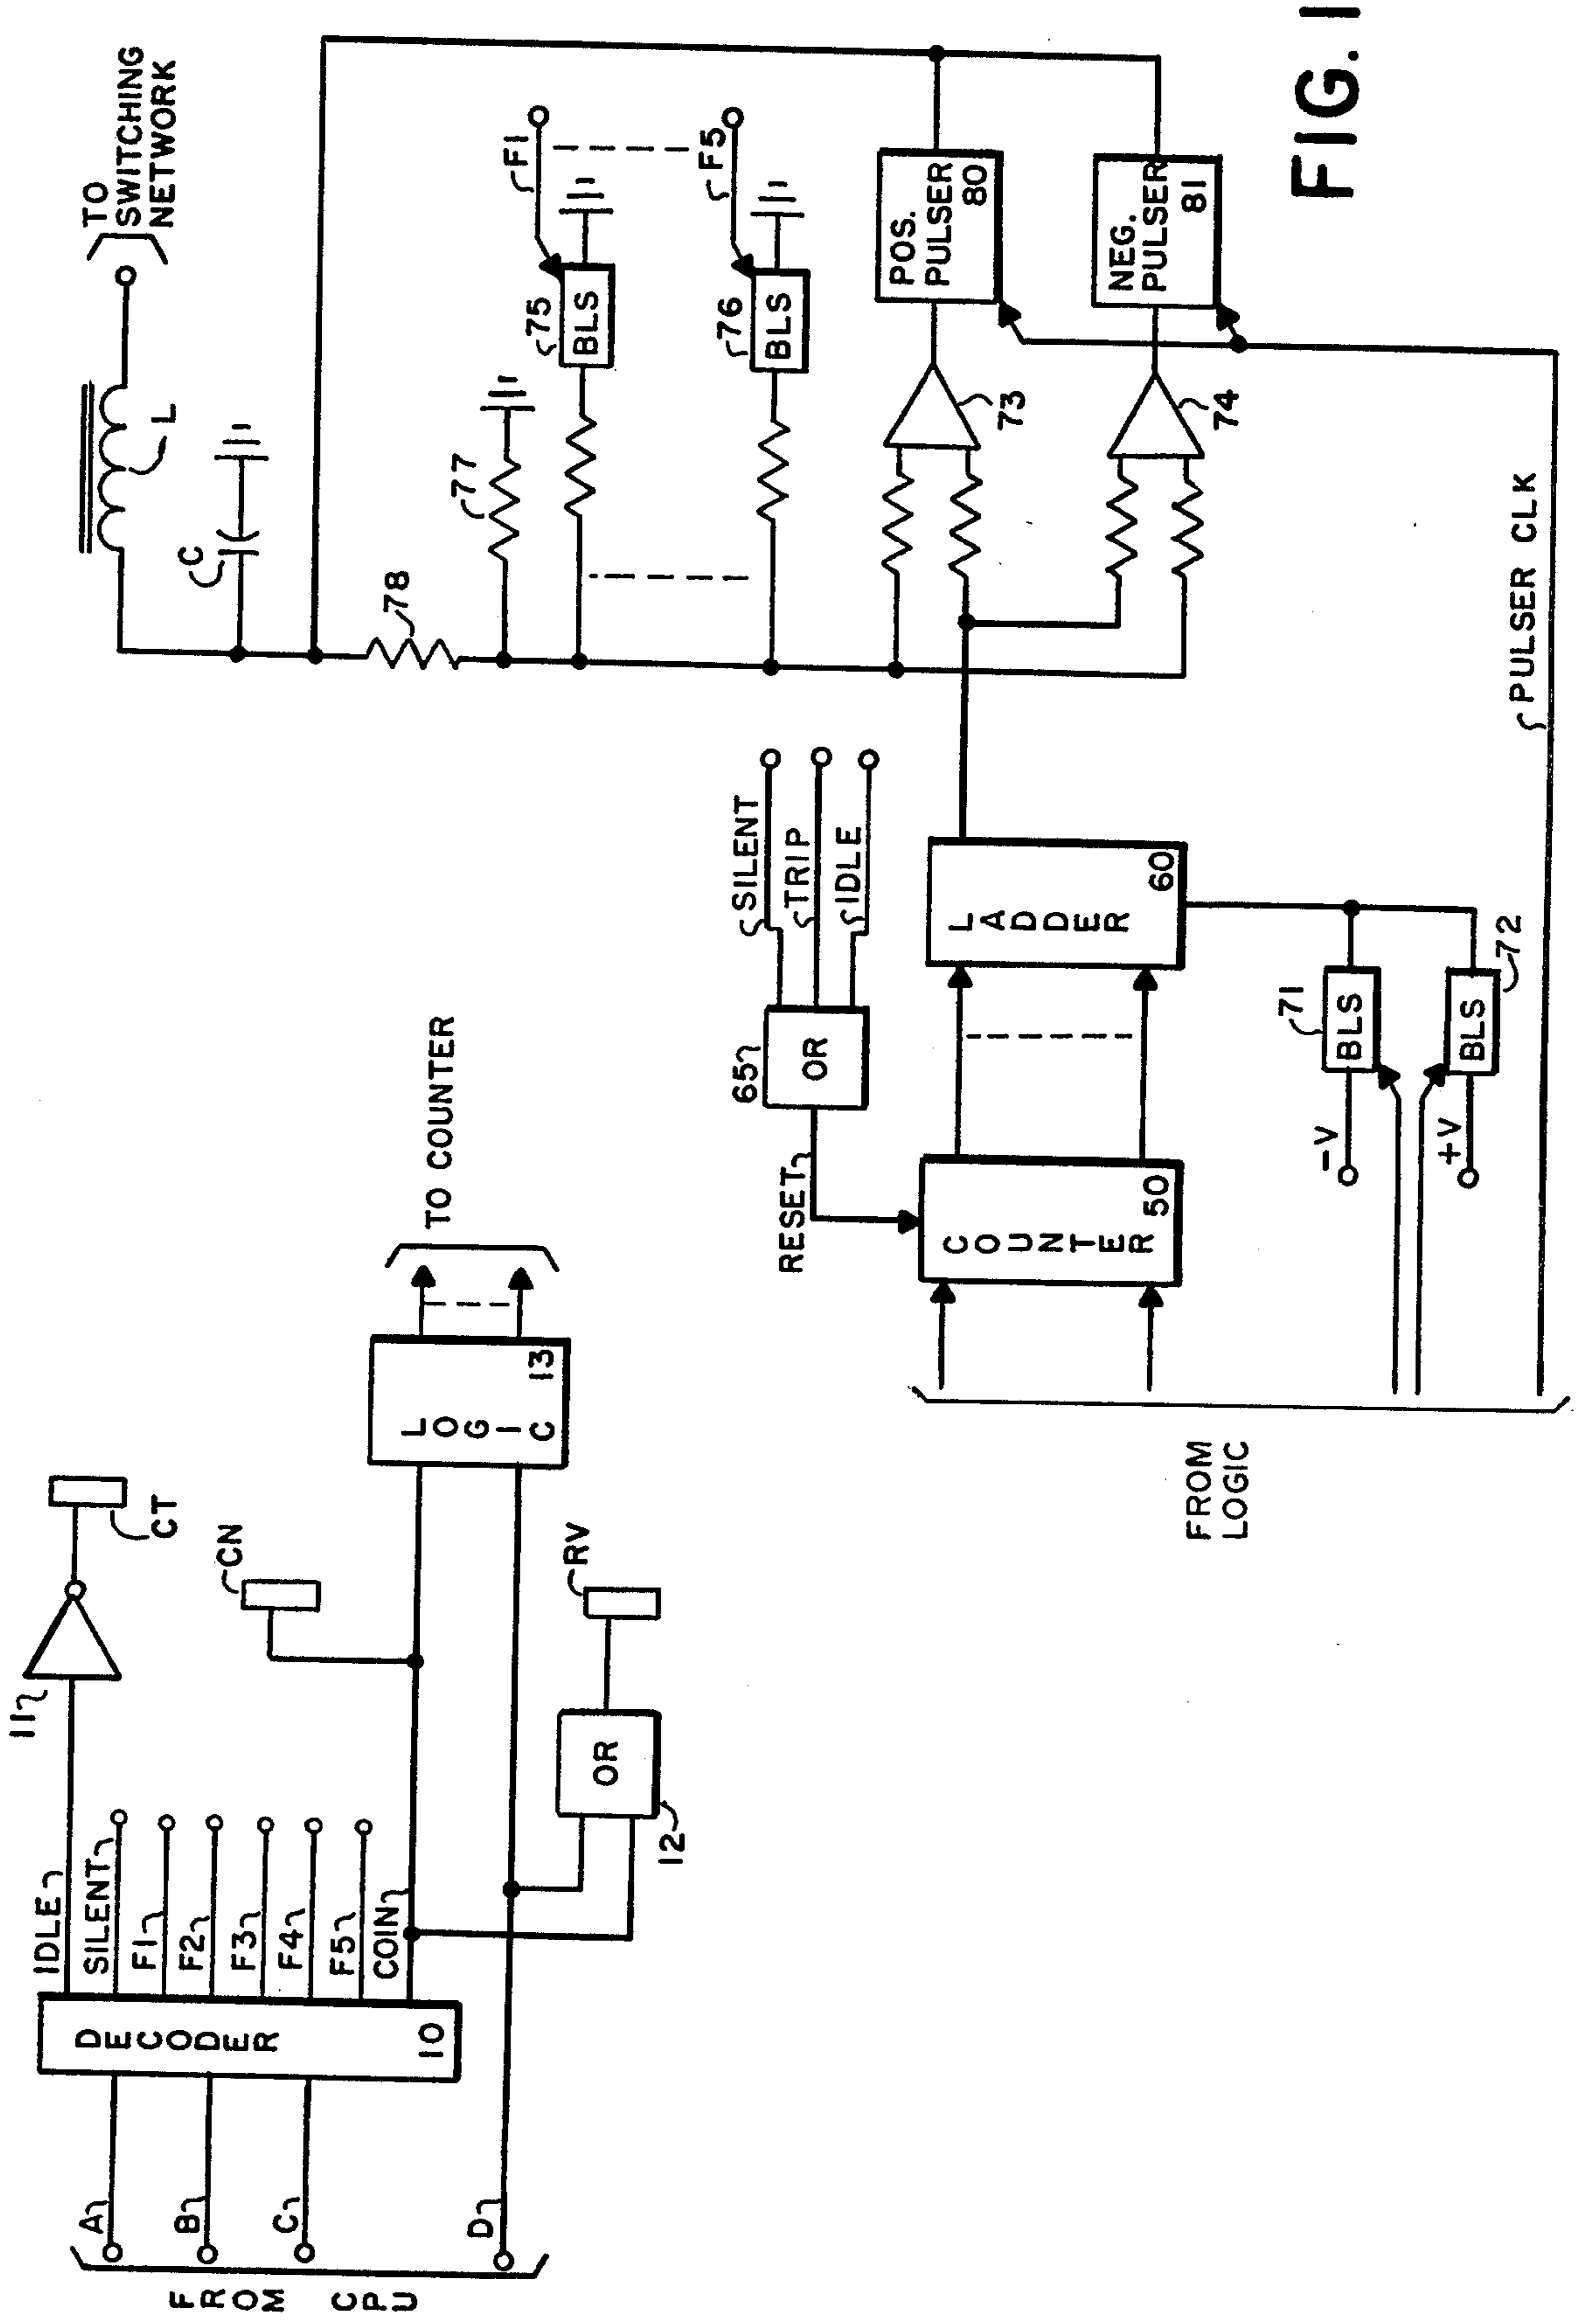 FROM CPU
A
B
C
D
DECODER
10
IDLE
SILENT
F1
F2
F3
F4
F5
COIN
11
CT
CN
OR
12
RV
LOGIC
13
TO COUNTER
FROM
LOGIC
RESET
65
OR
SILENT
TRIP
IDLE
COUNTER
50
LADDER
60
-V
71
BLS
+V
BLS
72
PULSER CLK
TO
SWITCHING
NETWORK
L
C
78
77
75
BLS
F1
76
BLS
F5
73
74
POS.
PULSER
80
NEG.
PULSER
81
FIG. 1